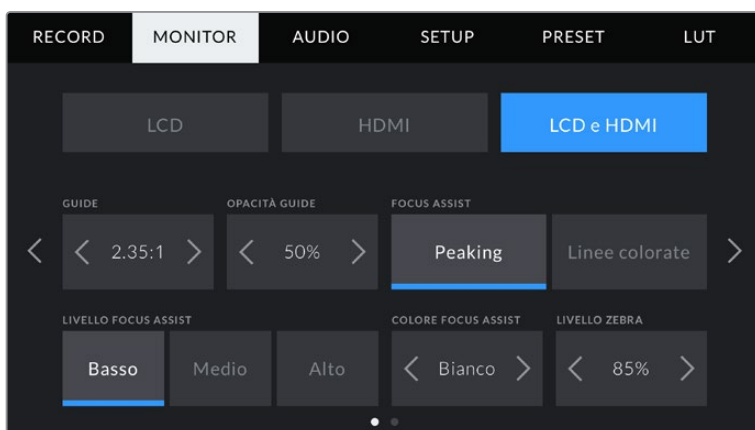 RECORD MONITOR AUDIO SETUP PRESET LUT
LCD HDMI LCD e HDMI
GUIDE OPACITÀ GUIDE FOCUS ASSIST
2.35:1 50% Peaking Linee colorate
LIVELLO FOCUS ASSIST COLORE FOCUS ASSIST LIVELLO ZEBRA
Basso Medio Alto Bianco 85%